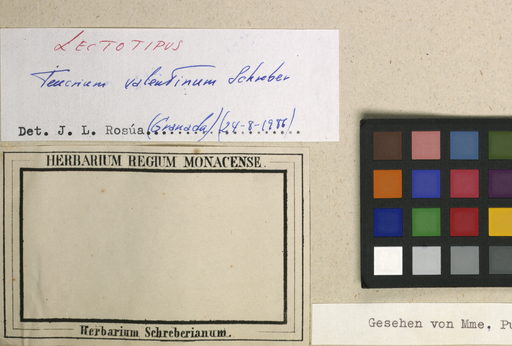 LECTOTIPUS
Teucrium valentinum Schreber
Det. J. L. Rosúa (Granada) (24-8-1986)
HERBARIUM REGIUM MONACENSE.
Herbarium Schreberianum.
Gesehen von Mme. Pu